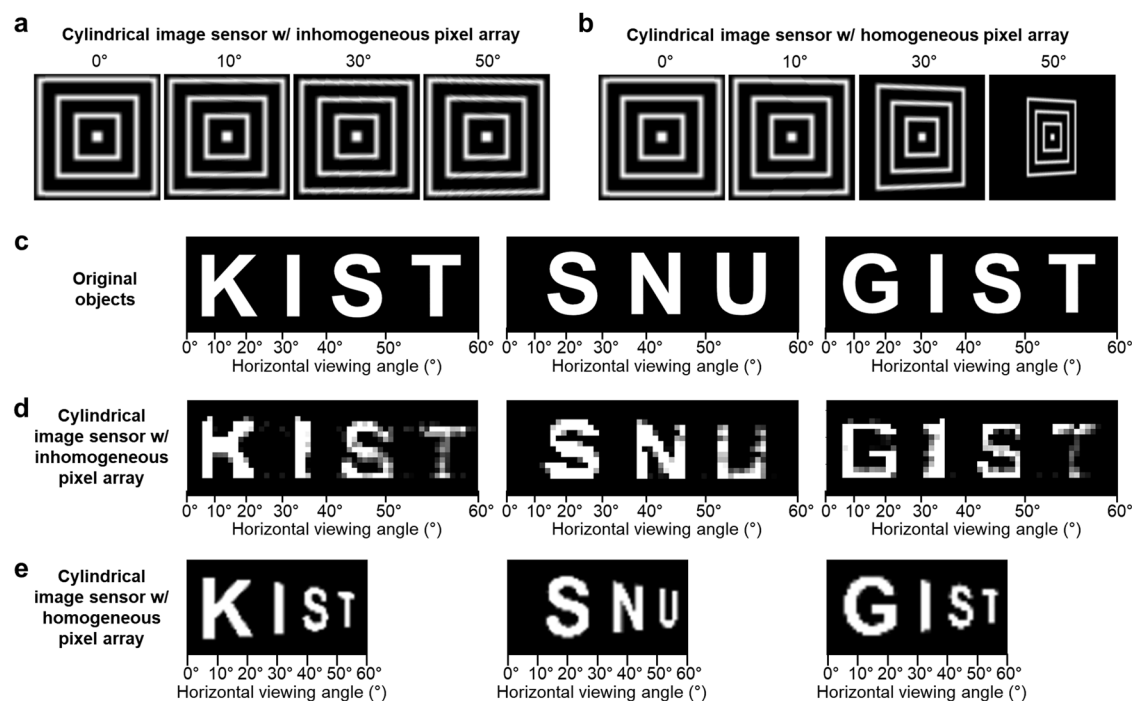 a
Cylindrical image sensor w/ inhomogeneous pixel array
0° 10° 30° 50°
b
Cylindrical image sensor w/ homogeneous pixel array
0° 10° 30° 50°
c
Original
objects
KIST
0° 10° 20° 30° 40° 50° 60°
Horizontal viewing angle (°)
SNU
0° 10° 20° 30° 40° 50° 60°
Horizontal viewing angle (°)
GIST
0° 10° 20° 30° 40° 50° 60°
Horizontal viewing angle (°)
d
Cylindrical
image sensor w/
inhomogeneous
pixel array
KIST
0° 10° 20° 30° 40° 50° 60°
Horizontal viewing angle (°)
SNU
0° 10° 20° 30° 40° 50° 60°
Horizontal viewing angle (°)
GIST
0° 10° 20° 30° 40° 50° 60°
Horizontal viewing angle (°)
e
Cylindrical
image sensor w/
homogeneous
pixel array
KIST
0° 10° 20° 30° 40° 50° 60°
Horizontal viewing angle (°)
SNU
0° 10° 20° 30° 40° 50° 60°
Horizontal viewing angle (°)
GIST
0° 10° 20° 30° 40° 50° 60°
Horizontal viewing angle (°)